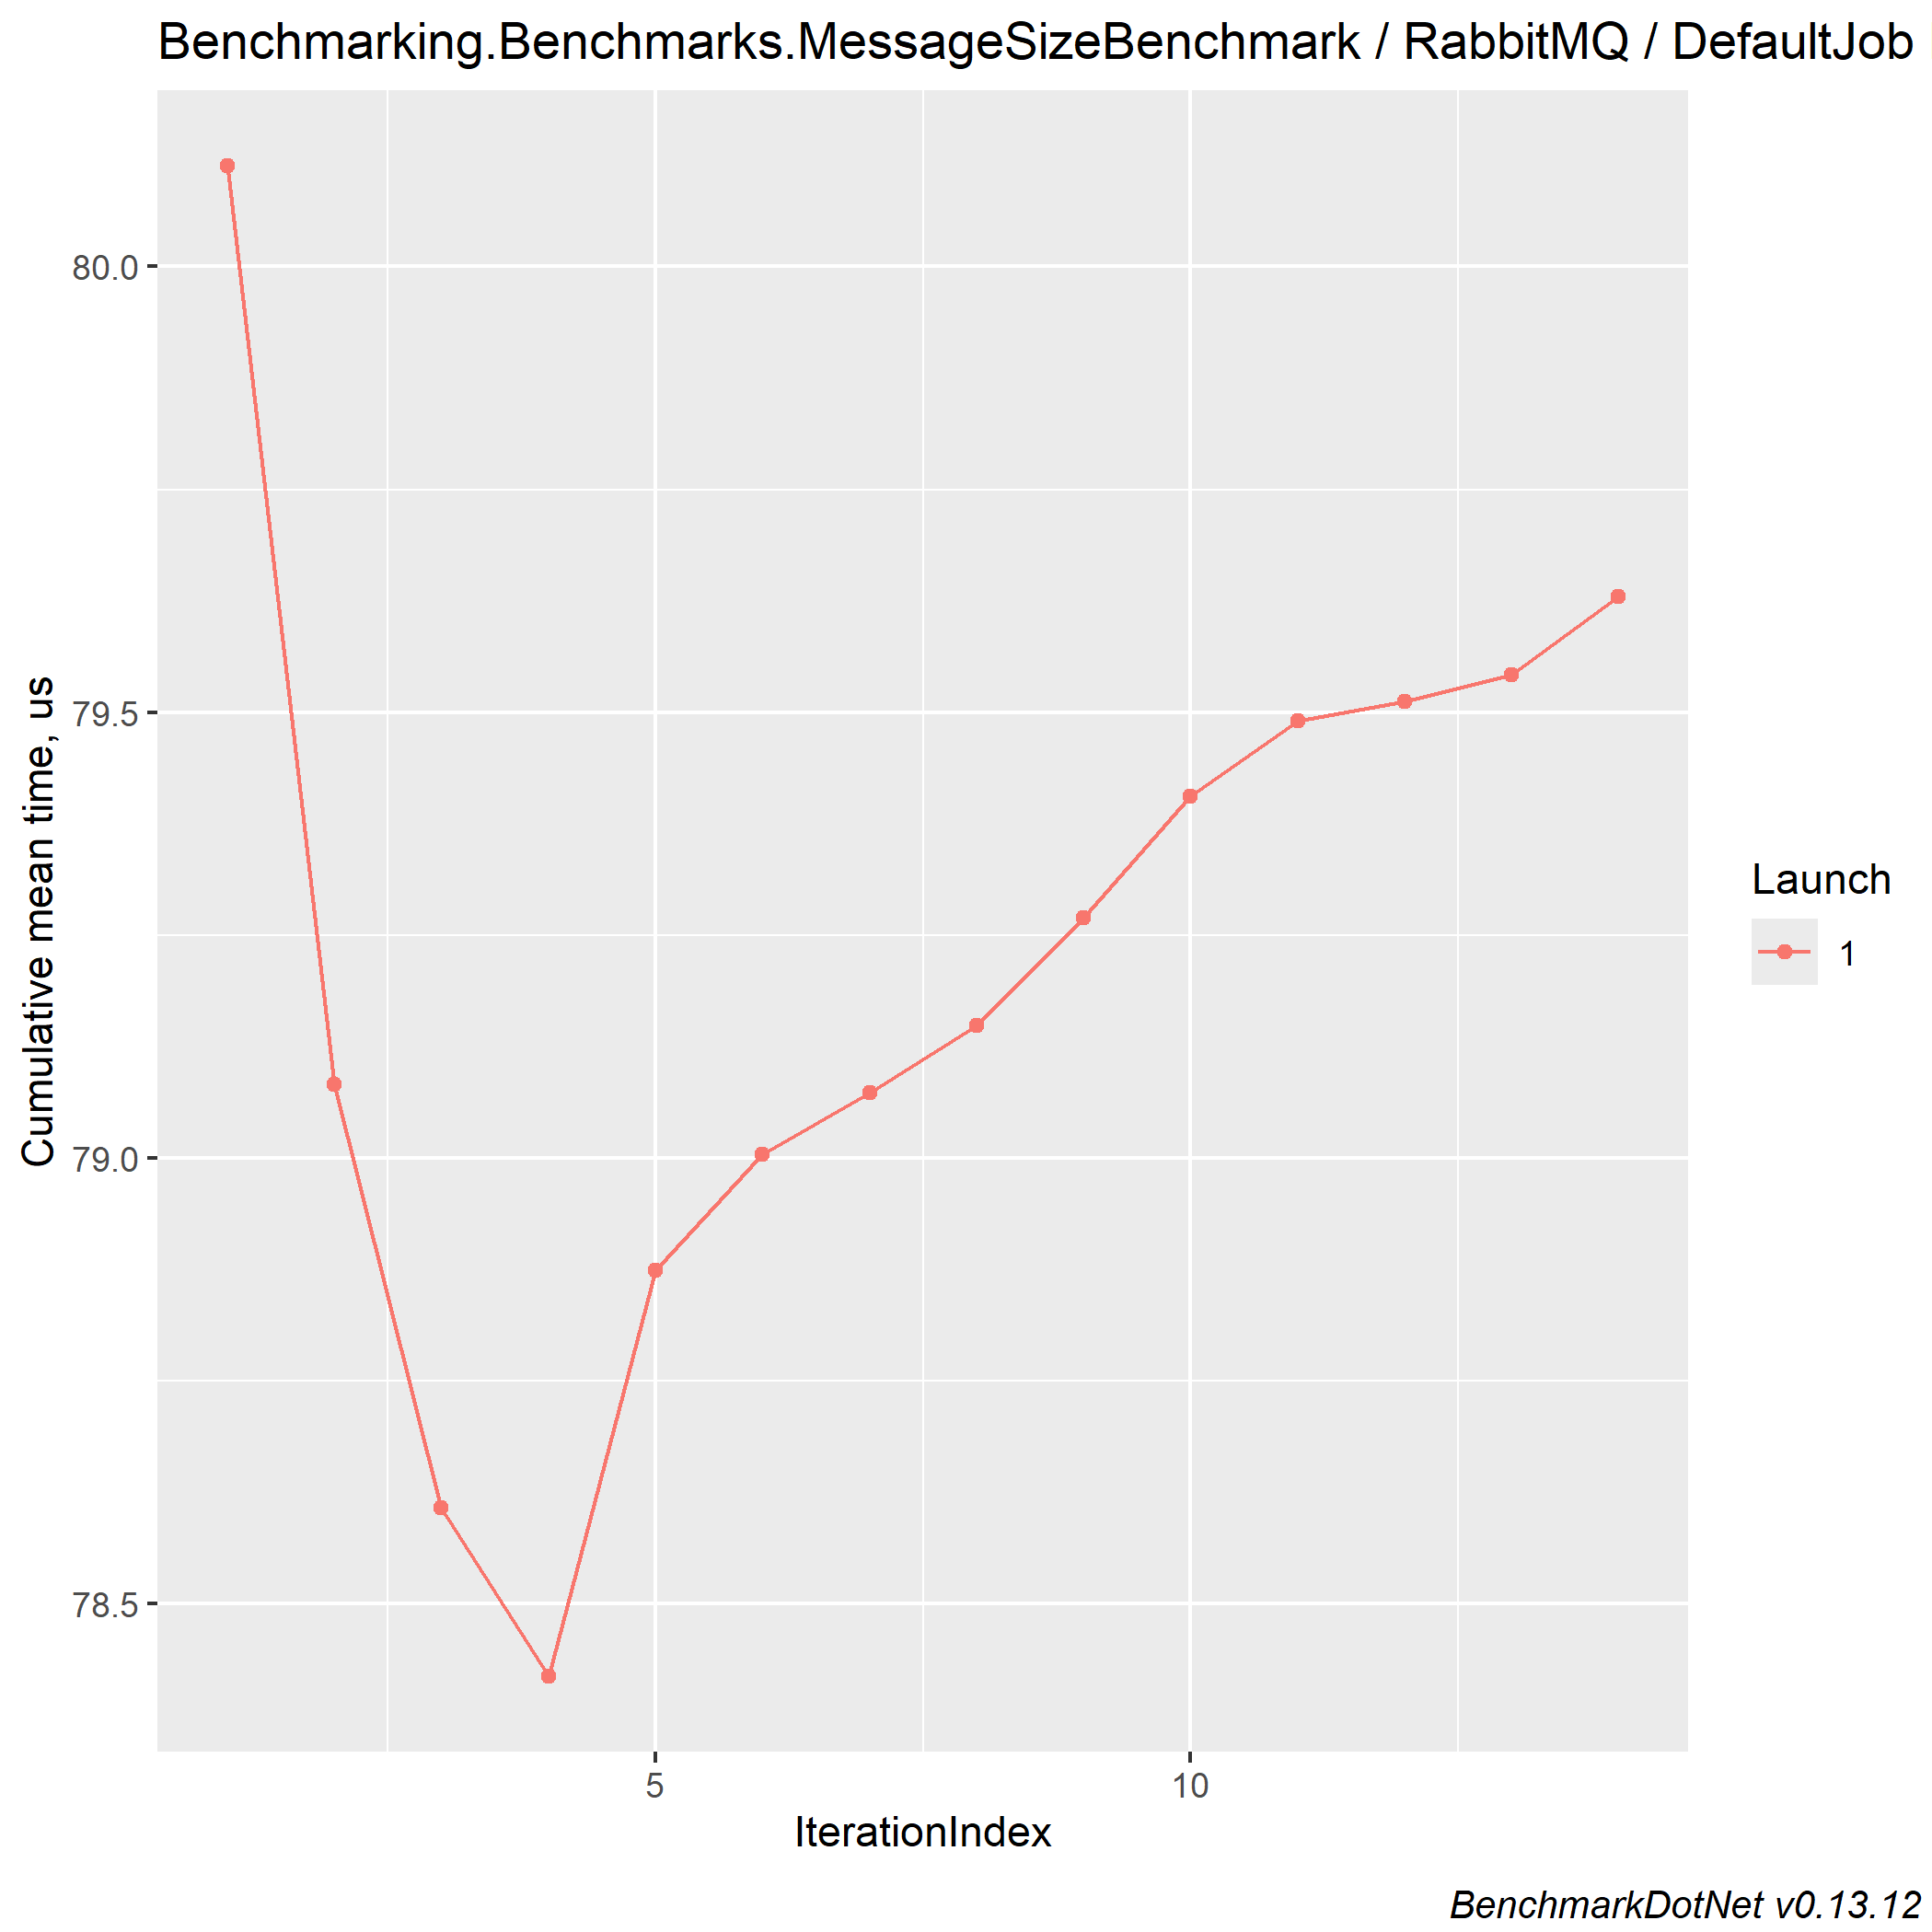 Benchmarking.Benchmarks.MessageSizeBenchmark / RabbitMQ / DefaultJob
Cumulative mean time, us
80.0
79.5
79.0
78.5
5
10
IterationIndex
Launch
1
BenchmarkDotNet v0.13.12